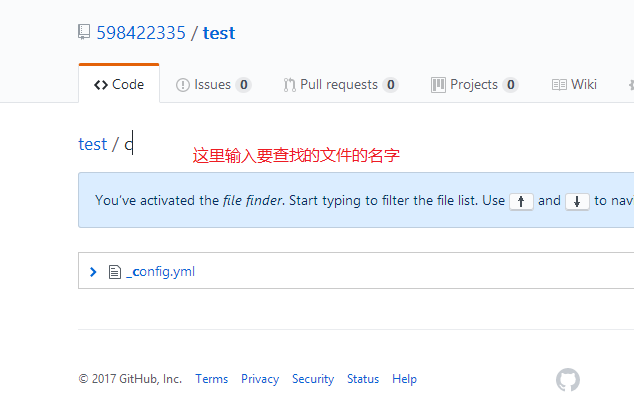 598422335 / test
Code Issues 0 Pull requests 0 Projects 0 Wiki
test / c
这里输入要查找的文件的名字
You've activated the file finder. Start typing to filter the file list. Use ↑ and ↓ to nav
_config.yml
© 2017 GitHub, Inc. Terms Privacy Security Status Help